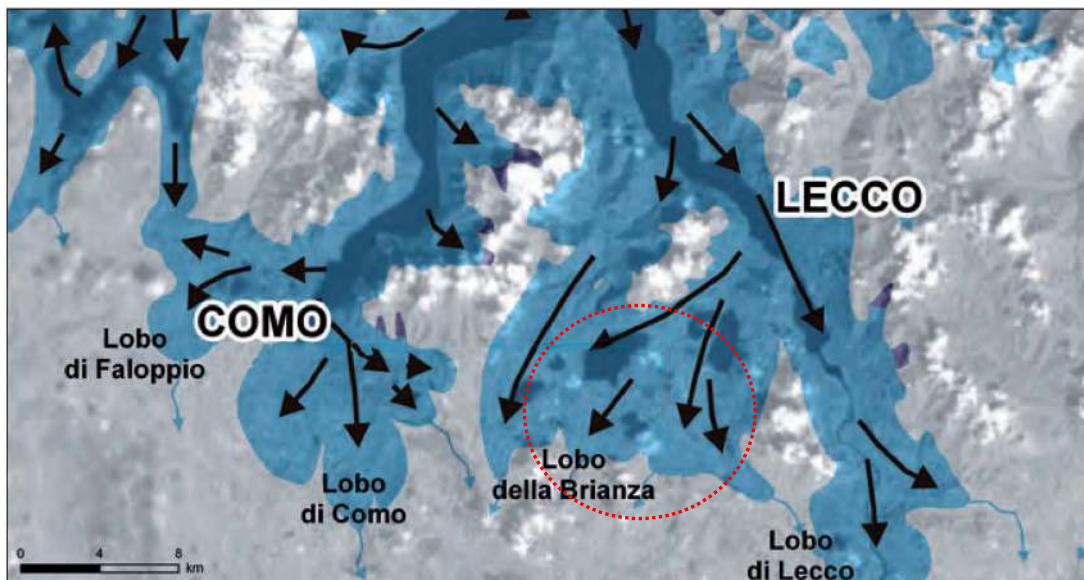 LECCO
COMO
Lobo
di Faloppio
Lobo
della Brianza
Lobo
di Como
Lobo
di Lecco
0 4 8
km